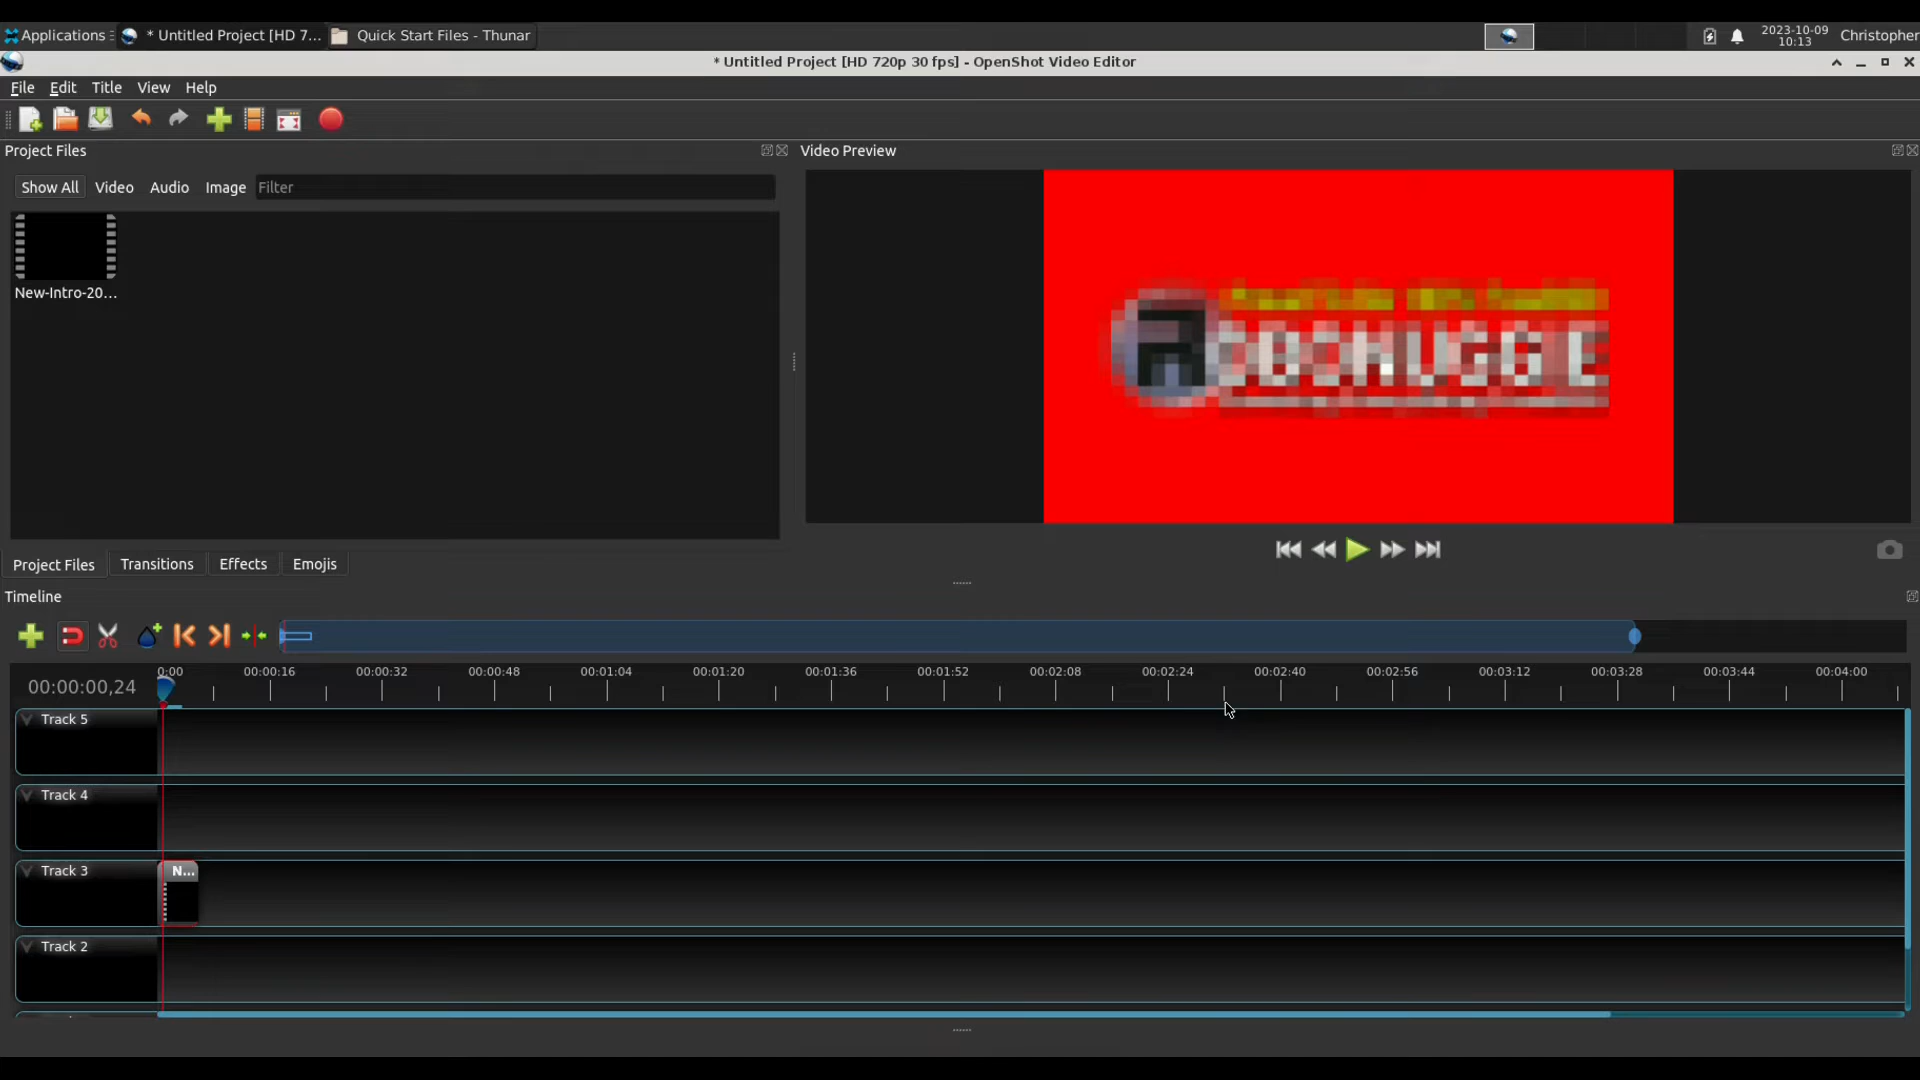 Applications
* Untitled Project [HD 7...
Quick Start Files - Thunar
2023-10-09
10:13
Christopher
* Untitled Project [HD 720p 30 fps] - OpenShot Video Editor
File
Edit
Title
View
Help
Project Files
Video Preview
Show All
Video
Audio
Image
Filter
New-Intro-20...
Project Files
Transitions
Effects
Emojis
Timeline
00:00:00,24
0:00
00:00:16
00:00:32
00:00:48
00:01:04
00:01:20
00:01:36
00:01:52
00:02:08
00:02:24
00:02:40
00:02:56
00:03:12
00:03:28
00:03:44
00:04:00
Track 5
Track 4
Track 3
N...
Track 2